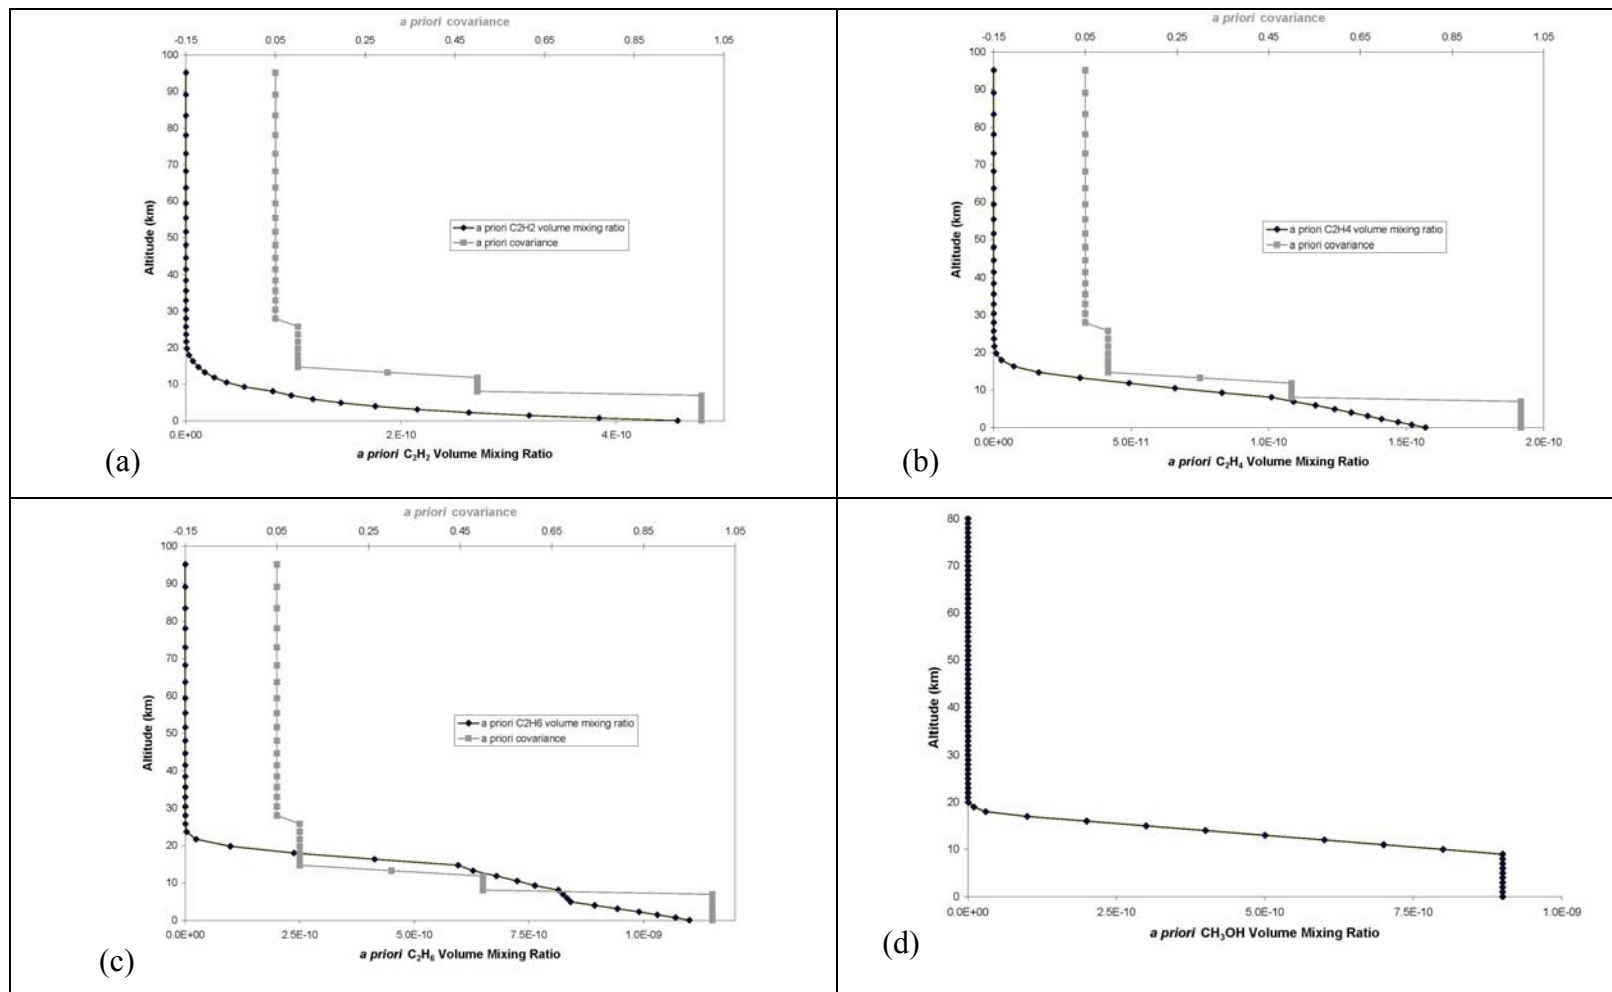 a priori covariance
-0.15 0.05 0.25 0.45 0.65 0.85 1.05
100
90
80
70
60
50
40
30
20
10
0
Altitude (km)
a priori C2H2 volume mixing ratio
a priori covariance
0.E+00 2.E-10 4.E-10
a priori C₂H₂ Volume Mixing Ratio
(a)
a priori covariance
-0.15 0.05 0.25 0.45 0.65 0.85 1.05
100
90
80
70
60
50
40
30
20
10
0
Altitude (km)
a priori C2H4 volume mixing ratio
a priori covariance
0.0E+00 5.0E-11 1.0E-10 1.5E-10 2.0E-10
a priori C₂H₄ Volume Mixing Ratio
(b)
a priori covariance
-0.15 0.05 0.25 0.45 0.65 0.85 1.05
100
90
80
70
60
50
40
30
20
10
0
Altitude (km)
a priori C2H6 volume mixing ratio
a priori covariance
0.0E+00 2.5E-10 5.0E-10 7.5E-10 1.0E-09
a priori C₂H₆ Volume Mixing Ratio
(c)
80
70
60
50
40
30
20
10
0
Altitude (km)
0.0E+00 2.5E-10 5.0E-10 7.5E-10 1.0E-09
a priori CH₃OH Volume Mixing Ratio
(d)